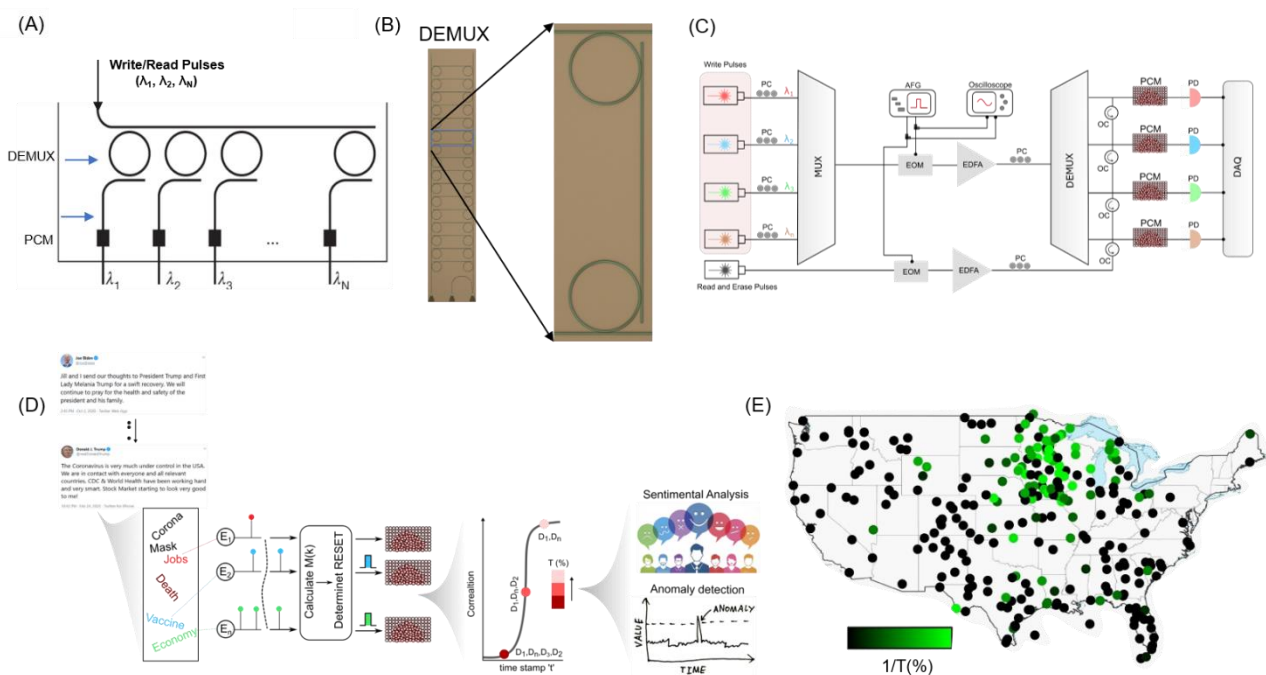 (A)
Write/Read Pulses
(λ₁, λ₂, λ_N)
DEMUX
PCM
...
λ₁ λ₂ λ₃ λ_N
(B)
DEMUX
(C)
Write Pulses
PC λ₁
PC λ₂
PC λ₃
PC λₙ
Read and Erase Pulses
MUX
AFG
Oscilloscope
EOM
EDFA
PC
EOM
EDFA
PC
DEMUX
OC
OC
OC
OC
PCM PD
PCM PD
PCM PD
PCM PD
DAQ
(D)
Joe Biden
Jill and I send our thoughts to President Trump and First
Lady Melania Trump for a swift recovery. We will
continue to pray for the health and safety of the
president and his family.
Donald J. Trump
The Coronavirus is very much under control in the USA.
We are in contact with everyone and all relevant
countries. CDC & World Health have been working hard
and very smart. Stock Market starting to look very good
to me!
Corona
Mask
Jobs
Death
Vaccine
Economy
E₁
E₂
Eₙ
Calculate M(k)
Determinet RESET
Correaltion
time stamp 't'
D₁,Dₙ
D₁,Dₙ,D₂
D₁,Dₙ,D₃,D₂
T (%)
Sentimental Analysis
Anomaly detection
ANOMALY
VALUE
TIME
(E)
1/T(%)